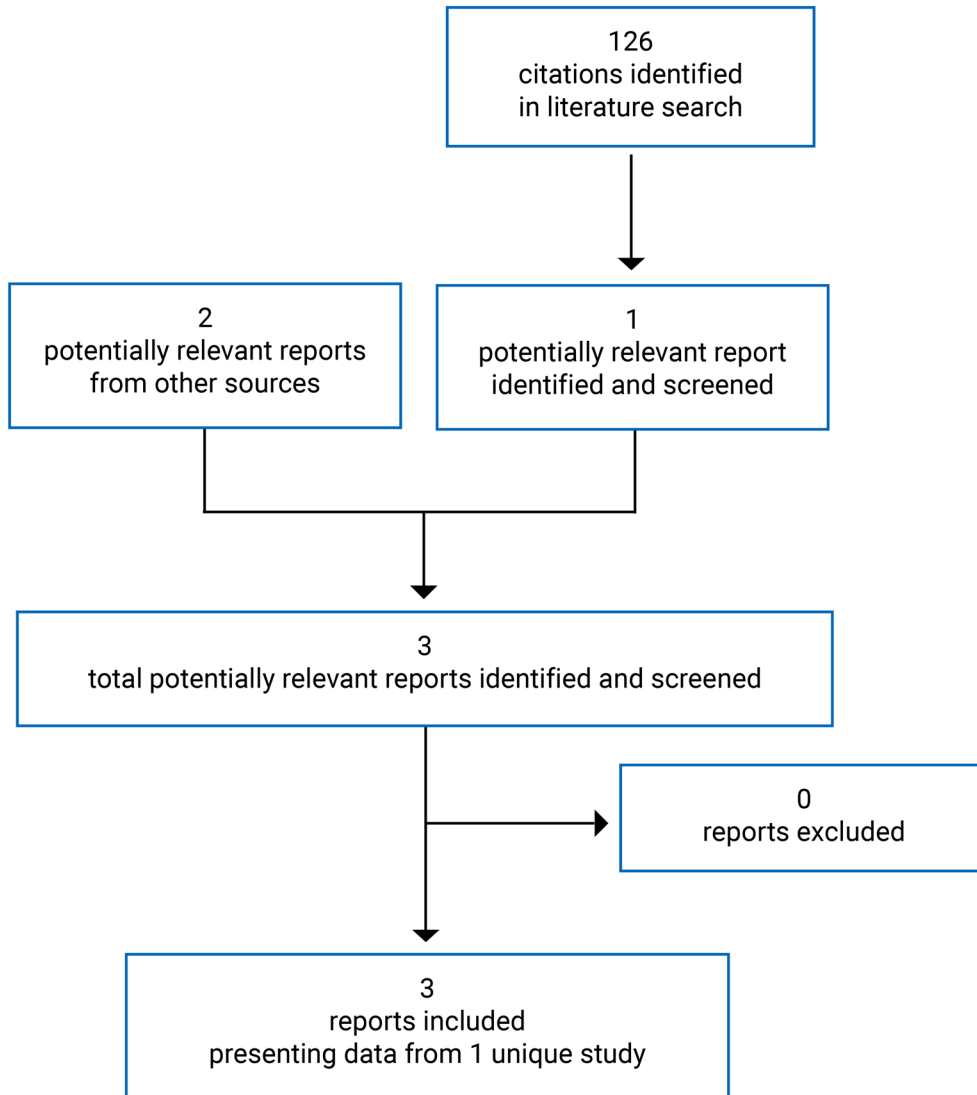 126
citations identified
in literature search
2
potentially relevant reports
from other sources
1
potentially relevant report
identified and screened
3
total potentially relevant reports identified and screened
0
reports excluded
3
reports included
presenting data from 1 unique study